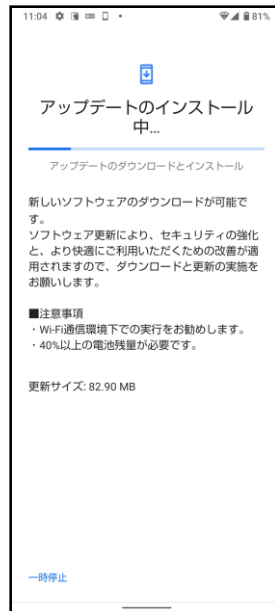 11:04 81%
アップデートのインストール
中...
アップデートのダウンロードとインストール
新しいソフトウェアのダウンロードが可能で
す。
ソフトウェア更新により、セキュリティの強化
と、より快適にご利用いただくための改善が適
用されますので、ダウンロードと更新の実施を
お願いします。
■注意事項
・Wi-Fi通信環境下での実行をお勧めします。
・40%以上の電池残量が必要です。
更新サイズ: 82.90 MB
一時停止